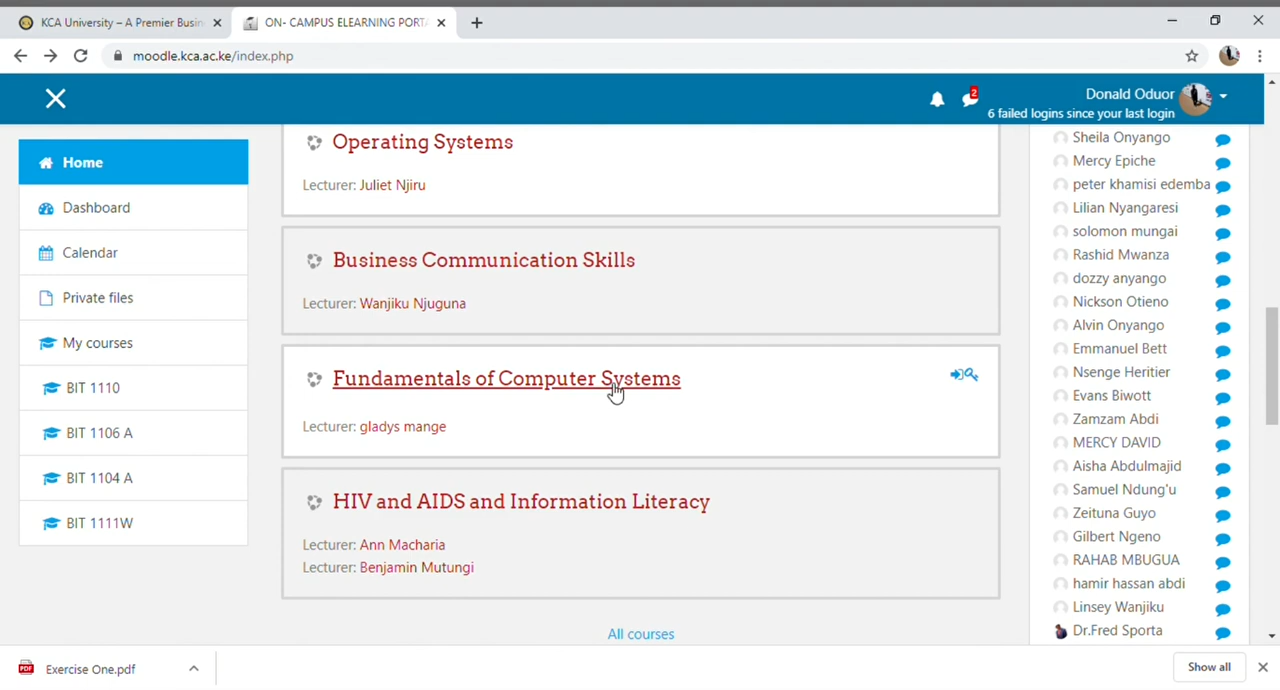 KCA University – A Premier Busin
ON- CAMPUS ELEARNING PORTA
moodle.kca.ac.ke/index.php
2
Donald Oduor
6 failed logins since your last login
Home
Dashboard
Calendar
Private files
My courses
BIT 1110
BIT 1106 A
BIT 1104 A
BIT 1111W
Operating Systems
Lecturer: Juliet Njiru
Business Communication Skills
Lecturer: Wanjiku Njuguna
Fundamentals of Computer Systems
Lecturer: gladys mange
HIV and AIDS and Information Literacy
Lecturer: Ann Macharia
Lecturer: Benjamin Mutungi
All courses
Sheila Onyango
Mercy Epiche
peter khamisi edemba
Lilian Nyangaresi
solomon mungai
Rashid Mwanza
dozzy anyango
Nickson Otieno
Alvin Onyango
Emmanuel Bett
Nsenge Heritier
Evans Biwott
Zamzam Abdi
MERCY DAVID
Aisha Abdulmajid
Samuel Ndung'u
Zeituna Guyo
Gilbert Ngeno
RAHAB MBUGUA
hamir hassan abdi
Linsey Wanjiku
Dr.Fred Sporta
PDF
Exercise One.pdf
Show all